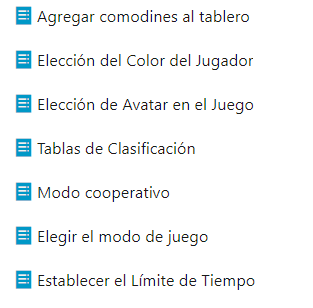 Agregar comodines al tablero
Elección del Color del Jugador
Elección de Avatar en el Juego
Tablas de Clasificación
Modo cooperativo
Elegir el modo de juego
Establecer el Límite de Tiempo